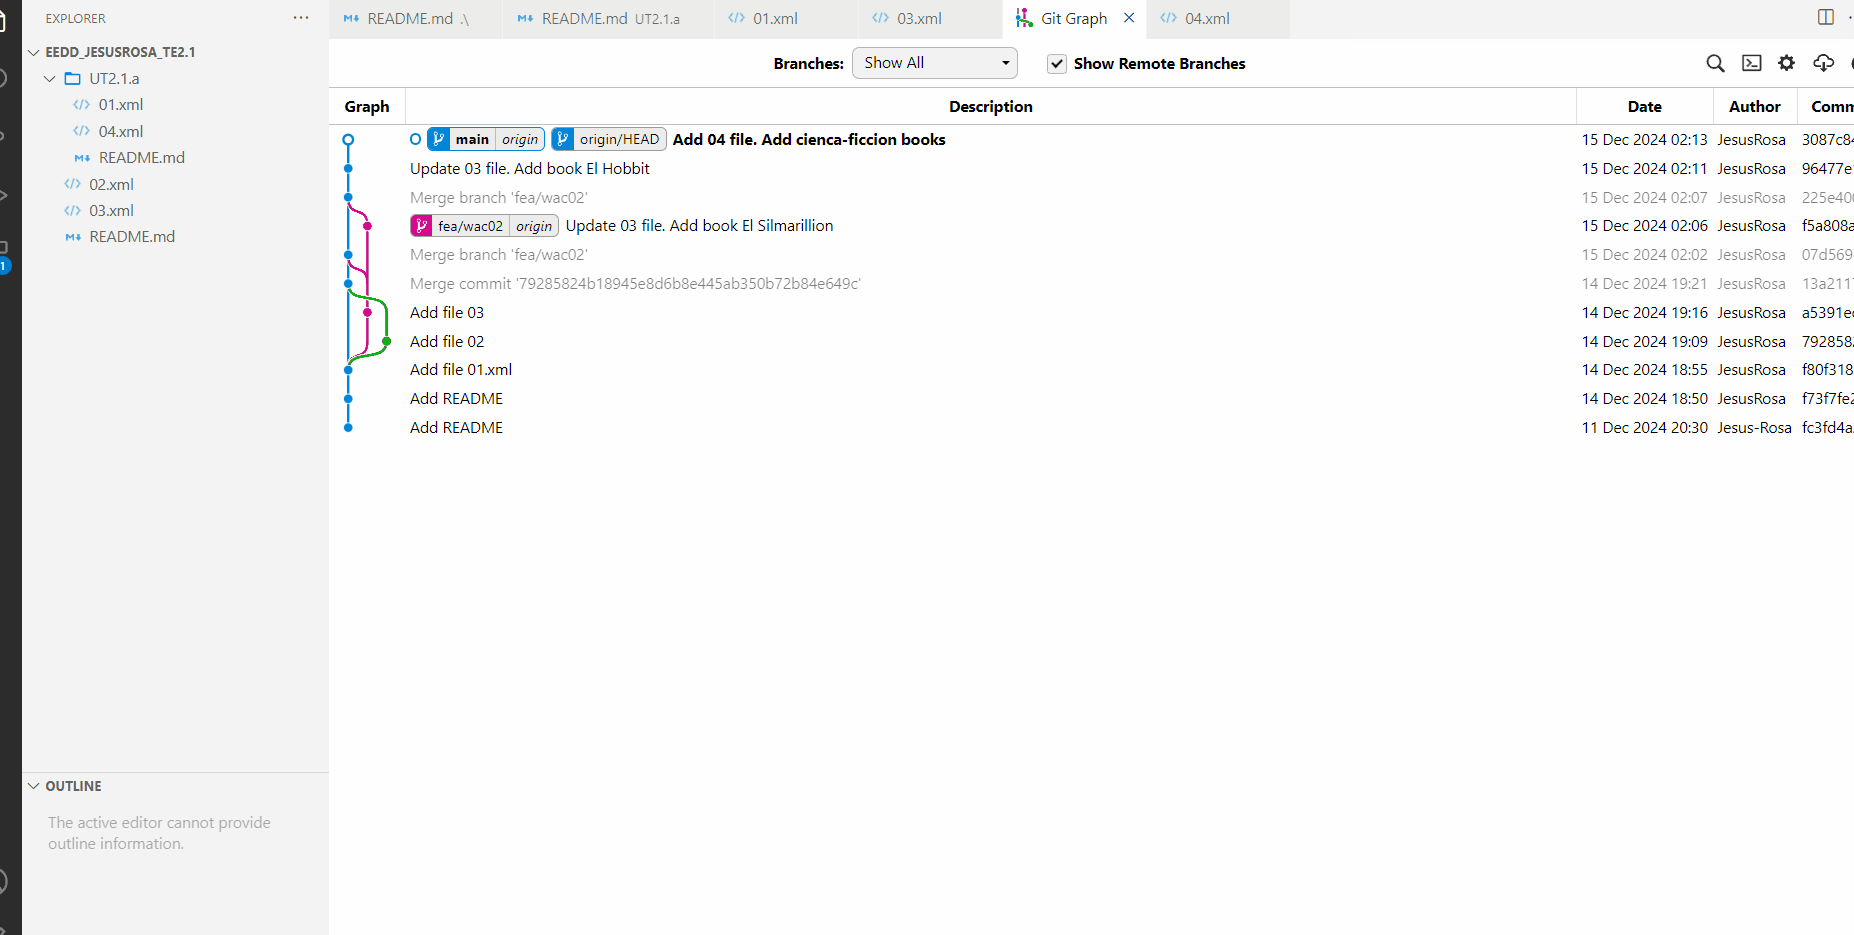 EXPLORER
EEDD_JESUSROSA_TE2.1
UT2.1.a
01.xml
04.xml
README.md
02.xml
03.xml
README.md
1
OUTLINE
The active editor cannot provide
outline information.
README.md .\
README.md UT2.1.a
01.xml
03.xml
Git Graph
04.xml
Branches: Show All Show Remote Branches
Graph Description Date Author Comm
main origin origin/HEAD Add 04 file. Add cienca-ficcion books 15 Dec 2024 02:13 JesusRosa 3087c84
Update 03 file. Add book El Hobbit 15 Dec 2024 02:11 JesusRosa 96477e
Merge branch 'fea/wac02' 15 Dec 2024 02:07 JesusRosa 225e40
fea/wac02 origin Update 03 file. Add book El Silmarillion 15 Dec 2024 02:06 JesusRosa f5a808a
Merge branch 'fea/wac02' 15 Dec 2024 02:02 JesusRosa 07d569
Merge commit '79285824b18945e8d6b8e445ab350b72b84e649c' 14 Dec 2024 19:21 JesusRosa 13a211
Add file 03 14 Dec 2024 19:16 JesusRosa a5391e
Add file 02 14 Dec 2024 19:09 JesusRosa 792858
Add file 01.xml 14 Dec 2024 18:55 JesusRosa f80f318
Add README 14 Dec 2024 18:50 JesusRosa f73f7fe
Add README 11 Dec 2024 20:30 Jesus-Rosa fc3fd4a